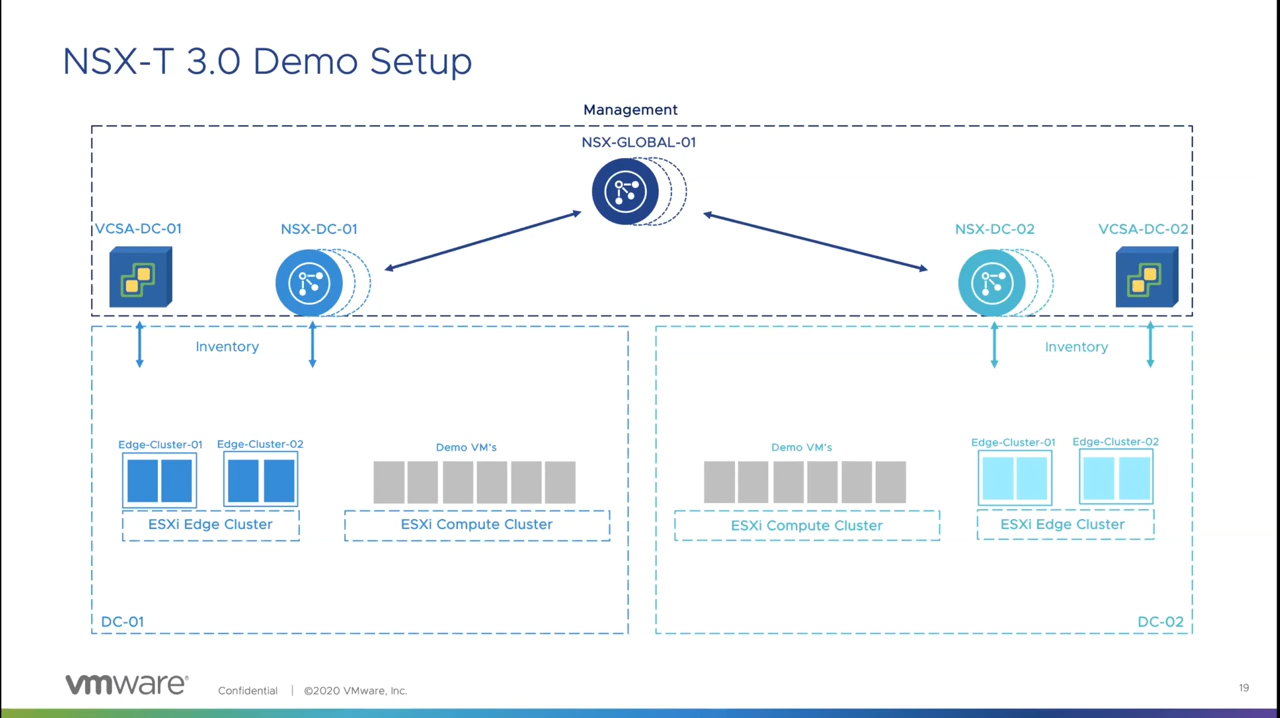 NSX-T 3.0 Demo Setup
Management
NSX-GLOBAL-01
VCSA-DC-01
NSX-DC-01
NSX-DC-02
VCSA-DC-02
Inventory
Inventory
Edge-Cluster-01
Edge-Cluster-02
Demo VM's
Demo VM's
Edge-Cluster-01
Edge-Cluster-02
ESXi Edge Cluster
ESXi Compute Cluster
ESXi Compute Cluster
ESXi Edge Cluster
DC-01
DC-02
vmware®
Confidential | ©2020 VMware, Inc.
19